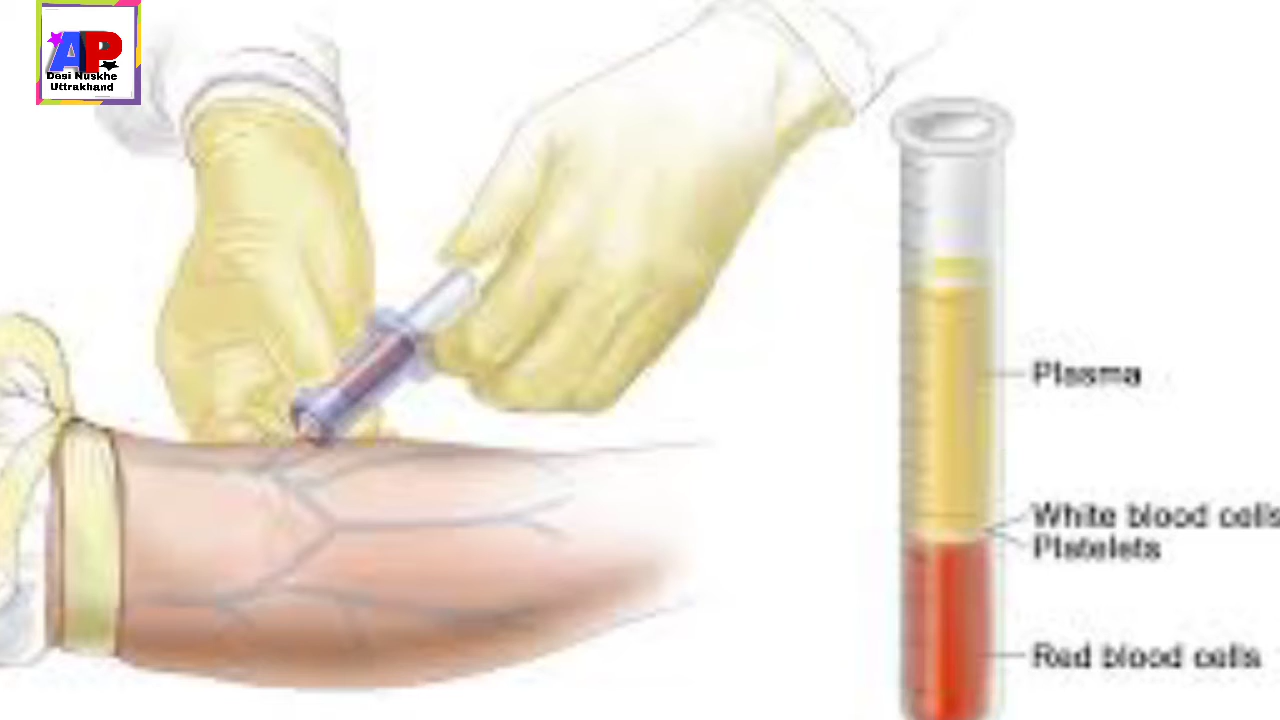 AP
Desi Nuskhe
Uttrakhand
Plasma
White blood cells
Platelets
Red blood cells